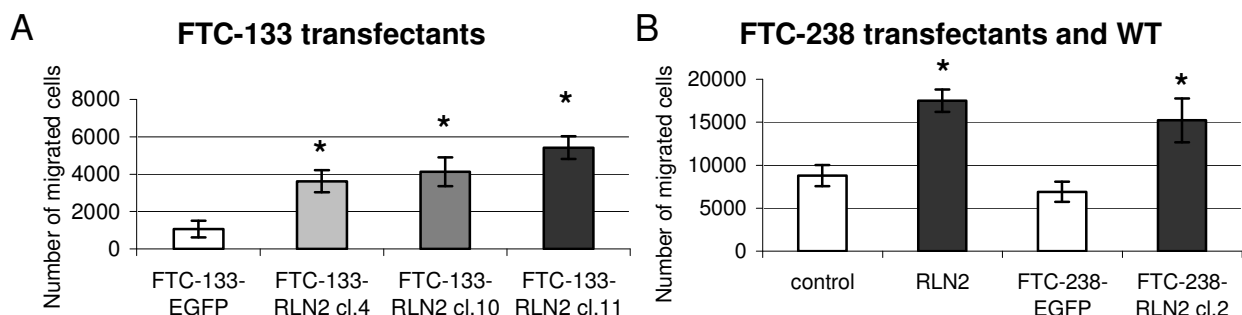 A
FTC-133 transfectants
Number of migrated cells
8000
6000
4000
2000
0
*
*
*
FTC-133-
EGFP
FTC-133-
RLN2 cl.4
FTC-133-
RLN2 cl.10
FTC-133-
RLN2 cl.11
B
FTC-238 transfectants and WT
Number of migrated cells
20000
15000
10000
5000
0
*
*
control
RLN2
FTC-238-
EGFP
FTC-238-
RLN2 cl.2